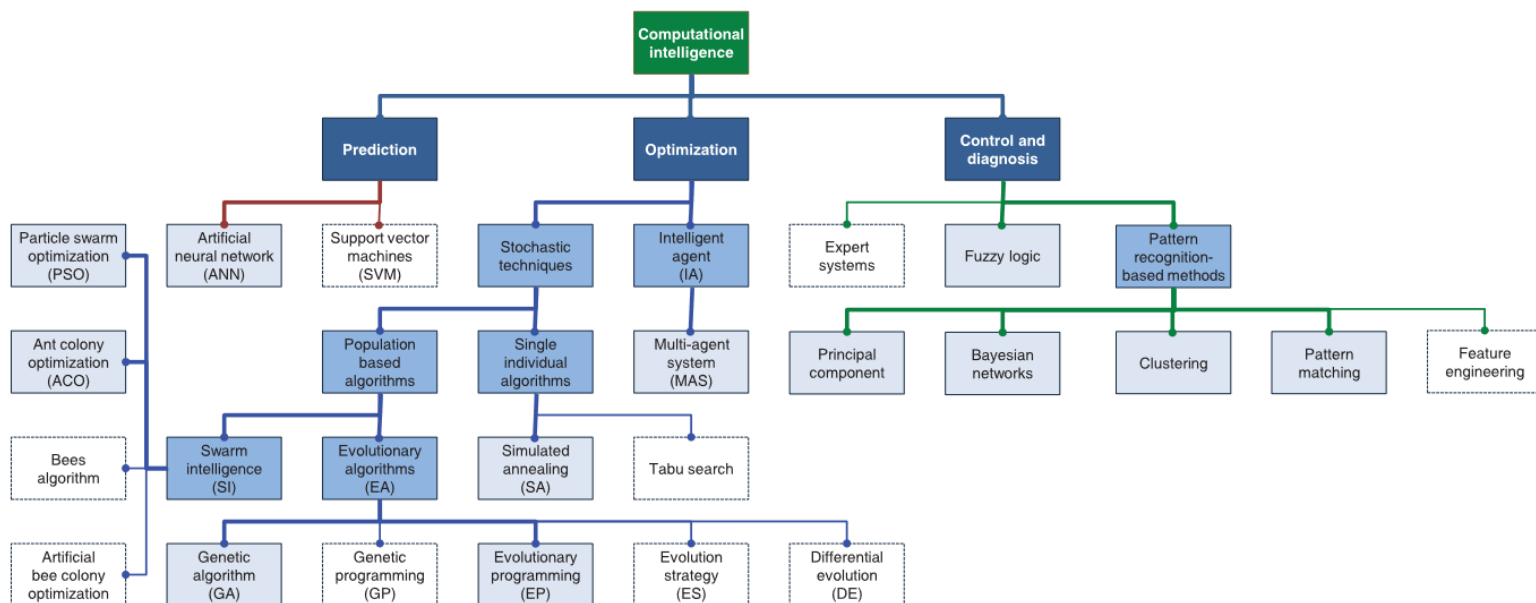 Computational
intelligence
Prediction
Optimization
Control and
diagnosis
Particle swarm
optimization
(PSO)
Artificial
neural network
(ANN)
Support vector
machines
(SVM)
Stochastic
techniques
Intelligent
agent
(IA)
Expert
systems
Fuzzy logic
Pattern
recognition-
based methods
Ant colony
optimization
(ACO)
Population
based
algorithms
Single
individual
algorithms
Multi-agent
system
(MAS)
Principal
component
Bayesian
networks
Clustering
Pattern
matching
Feature
engineering
Bees
algorithm
Swarm
intelligence
(SI)
Evolutionary
algorithms
(EA)
Simulated
annealing
(SA)
Tabu search
Artificial
bee colony
optimization
Genetic
algorithm
(GA)
Genetic
programming
(GP)
Evolutionary
programming
(EP)
Evolution
strategy
(ES)
Differential
evolution
(DE)